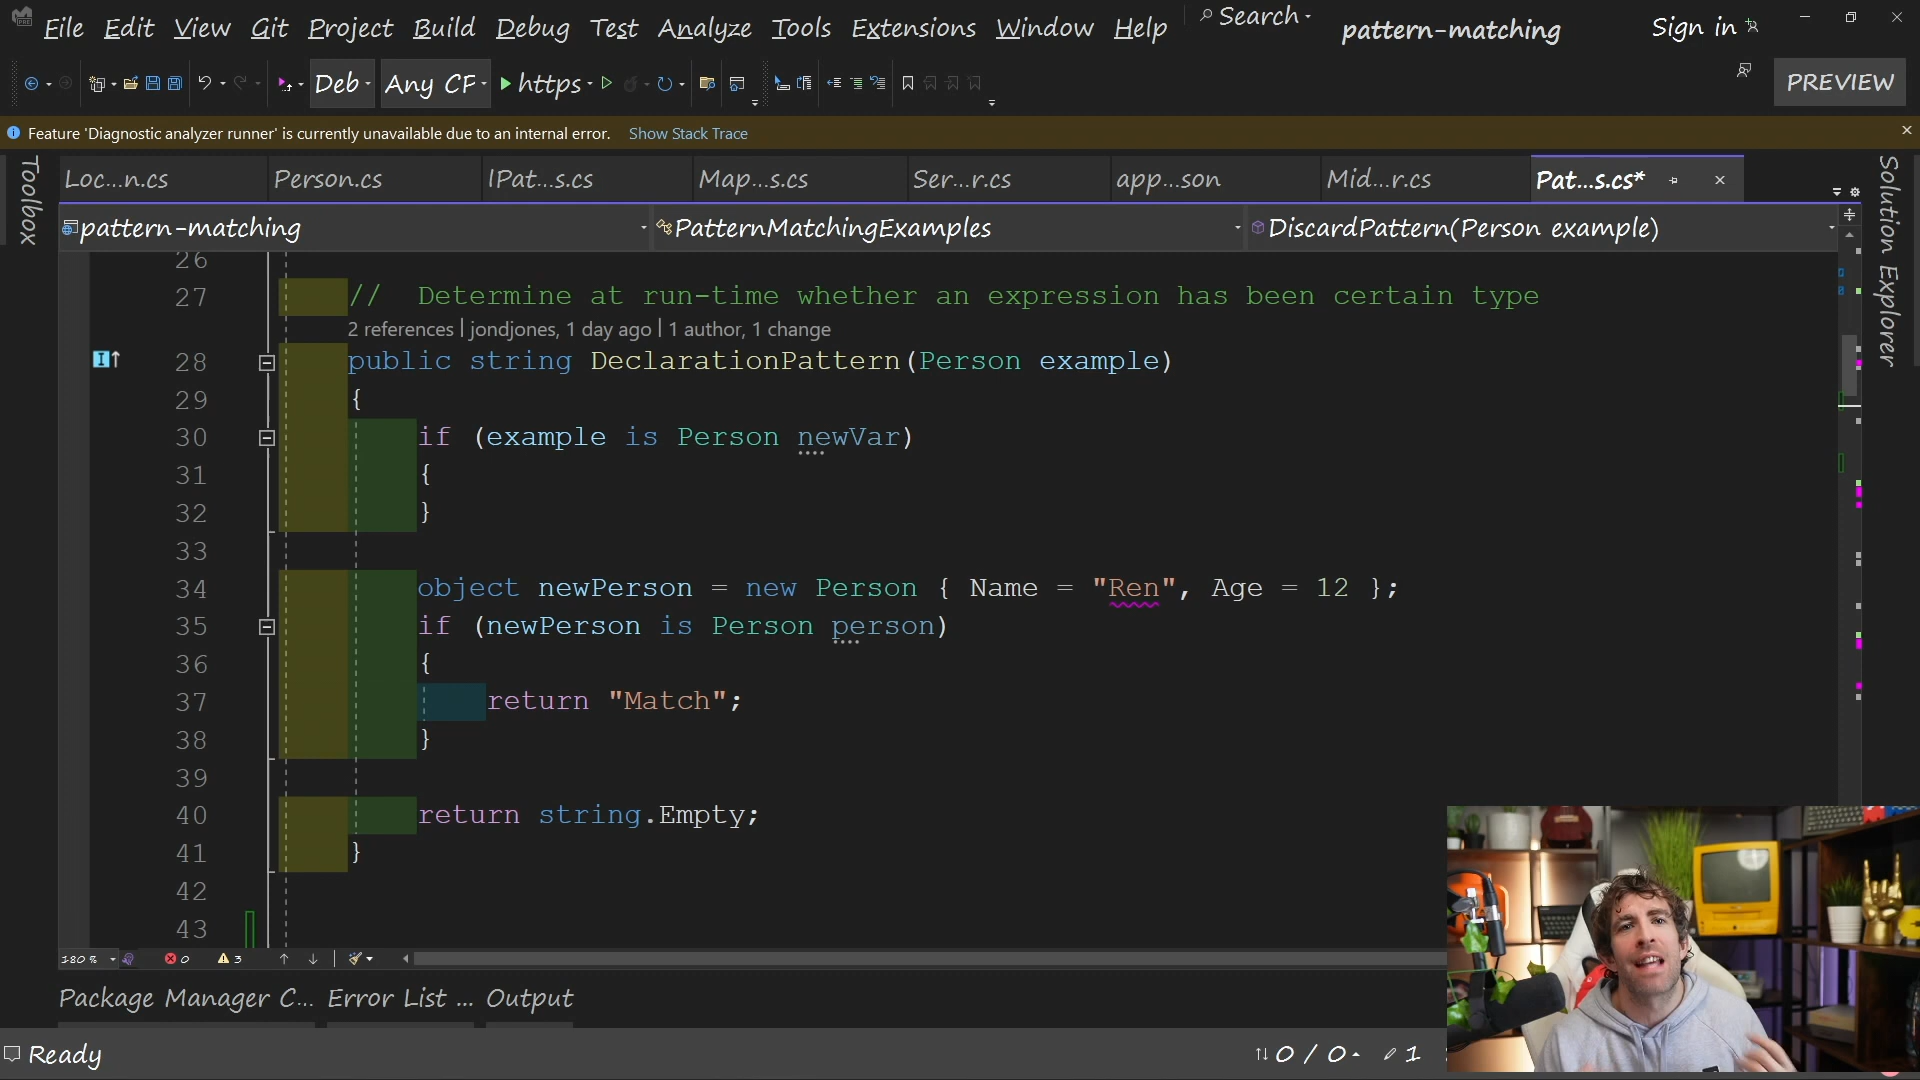 File Edit View Git Project Build Debug Test Analyze Tools Extensions Window Help Search pattern-matching Sign in
Deb Any CF https PREVIEW
Feature 'Diagnostic analyzer runner' is currently unavailable due to an internal error. Show Stack Trace
Toolbox
Loc...n.cs Person.cs IPat...s.cs Map...s.cs Ser...r.cs app...son Mid...r.cs Pat...s.cs*
Solution Explorer
pattern-matching PatternMatchingExamples DiscardPattern(Person example)
26
27 // Determine at run-time whether an expression has been certain type
2 references | jondjones, 1 day ago | 1 author, 1 change
28 public string DeclarationPattern(Person example)
29 {
30 if (example is Person newVar)
31 {
32 }
33
34 object newPerson = new Person { Name = "Ren", Age = 12 };
35 if (newPerson is Person person)
36 {
37 return "Match";
38 }
39
40 return string.Empty;
41 }
42
43
180 % 0 3
Package Manager C... Error List ... Output
Ready 0 / 0 1